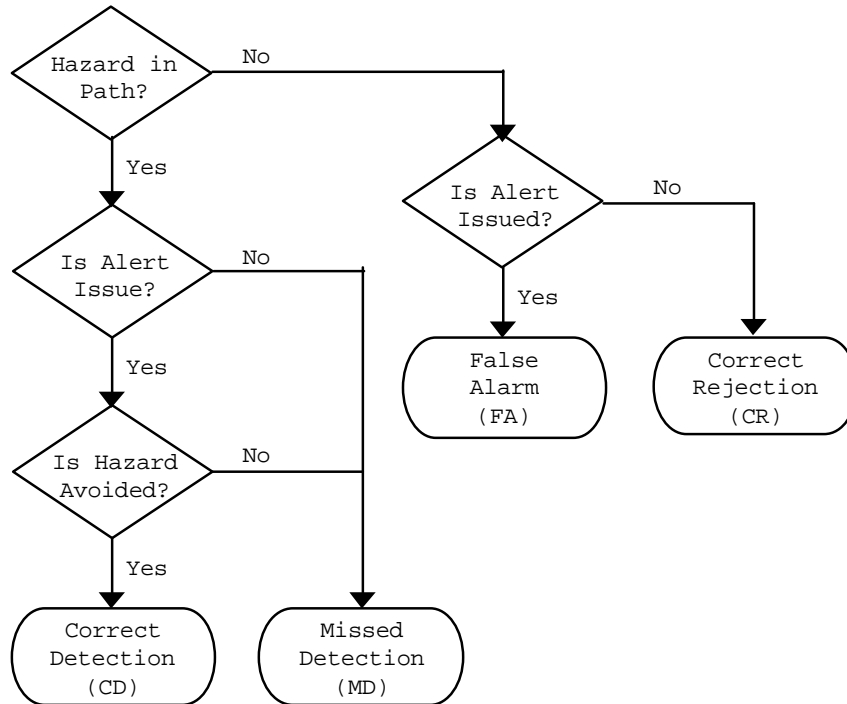 Hazard in
Path?
No
Yes
Is Alert
Issued?
No
Yes
Is Alert
Issue?
No
Yes
False
Alarm
(FA)
Correct
Rejection
(CR)
Is Hazard
Avoided?
No
Yes
Correct
Detection
(CD)
Missed
Detection
(MD)